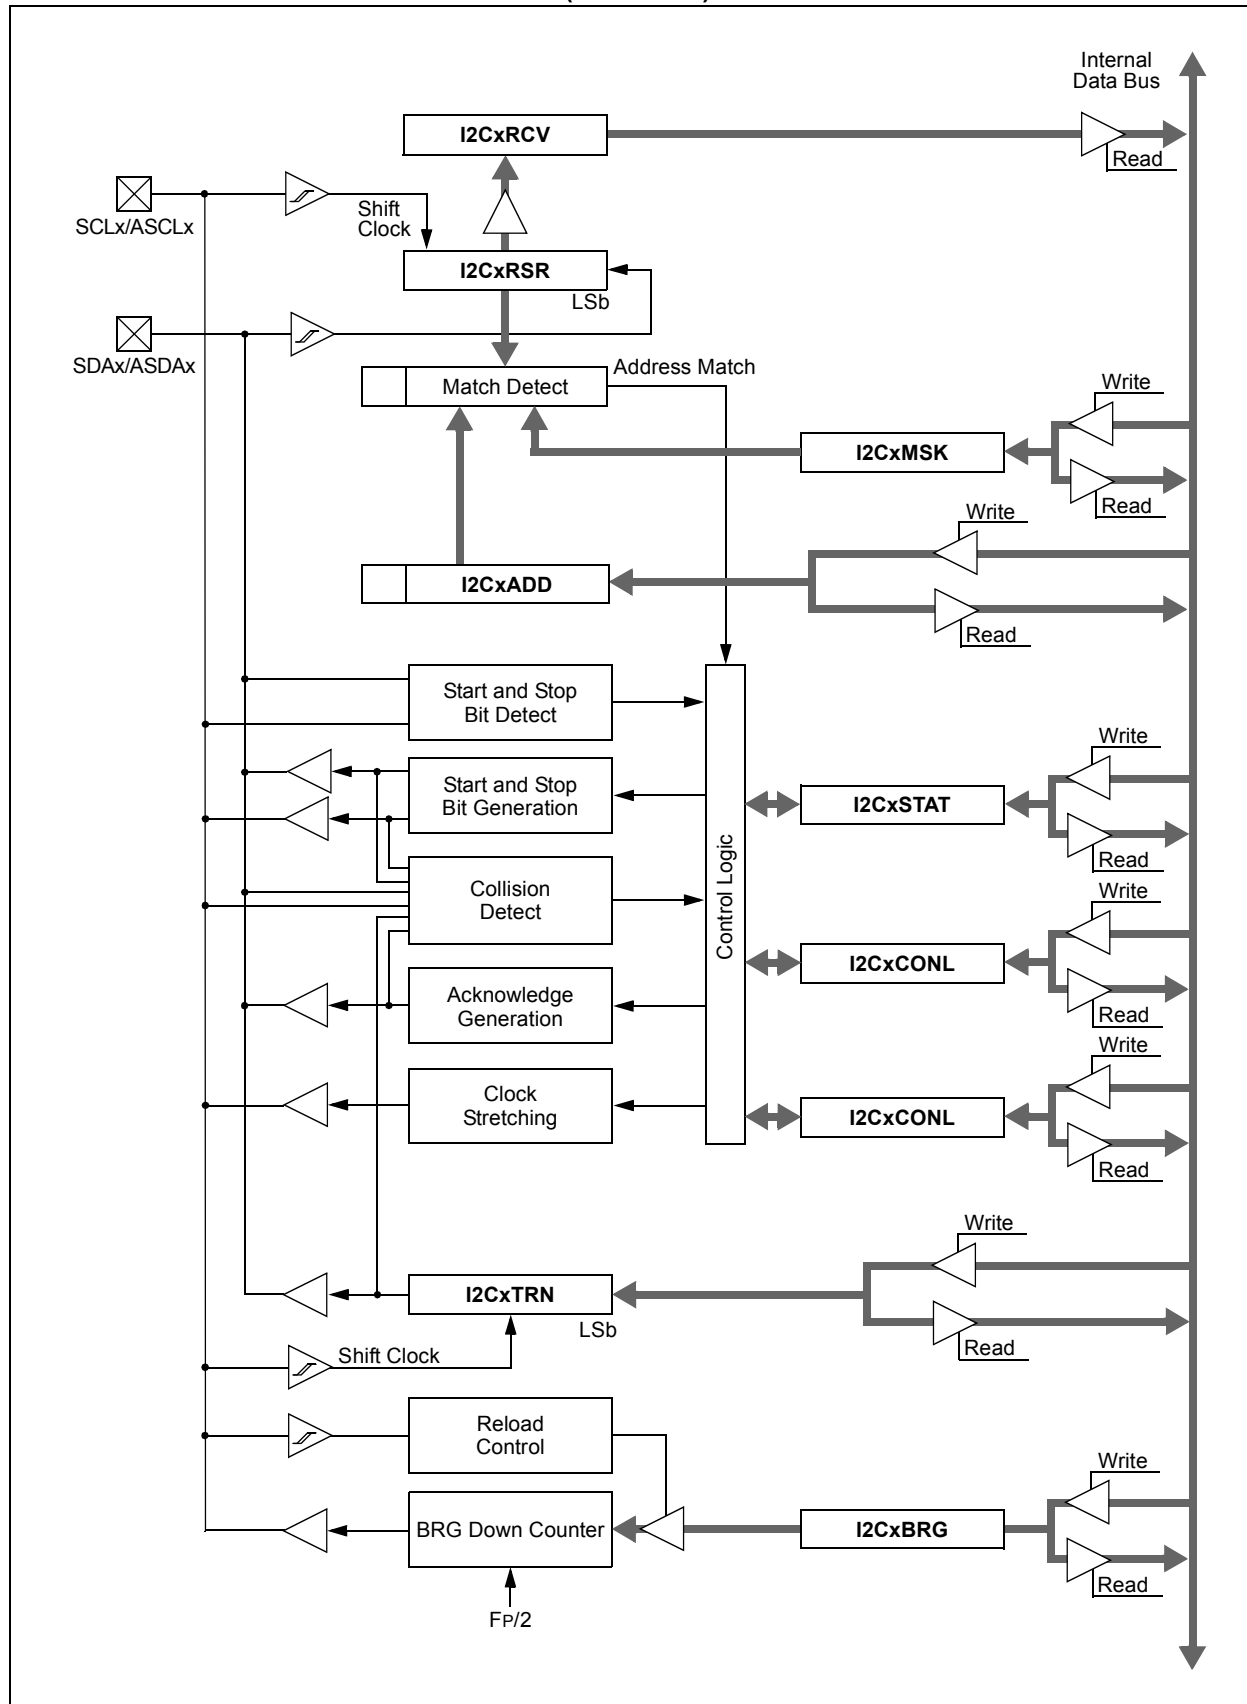 Internal
Data Bus
I2CxRCV
Read
SCLx/ASCLx
Shift
Clock
I2CxRSR
LSb
SDAx/ASDAx
Match Detect
Address Match
Write
I2CxMSK
Read
Write
I2CxADD
Read
Start and Stop
Bit Detect
Write
Start and Stop
Bit Generation
I2CxSTAT
Read
Control Logic
Collision
Detect
Write
I2CxCONL
Read
Acknowledge
Generation
Write
Clock
Stretching
I2CxCONL
Read
Write
I2CxTRN
LSb
Read
Shift Clock
Reload
Control
Write
BRG Down Counter
I2CxBRG
Read
FP/2